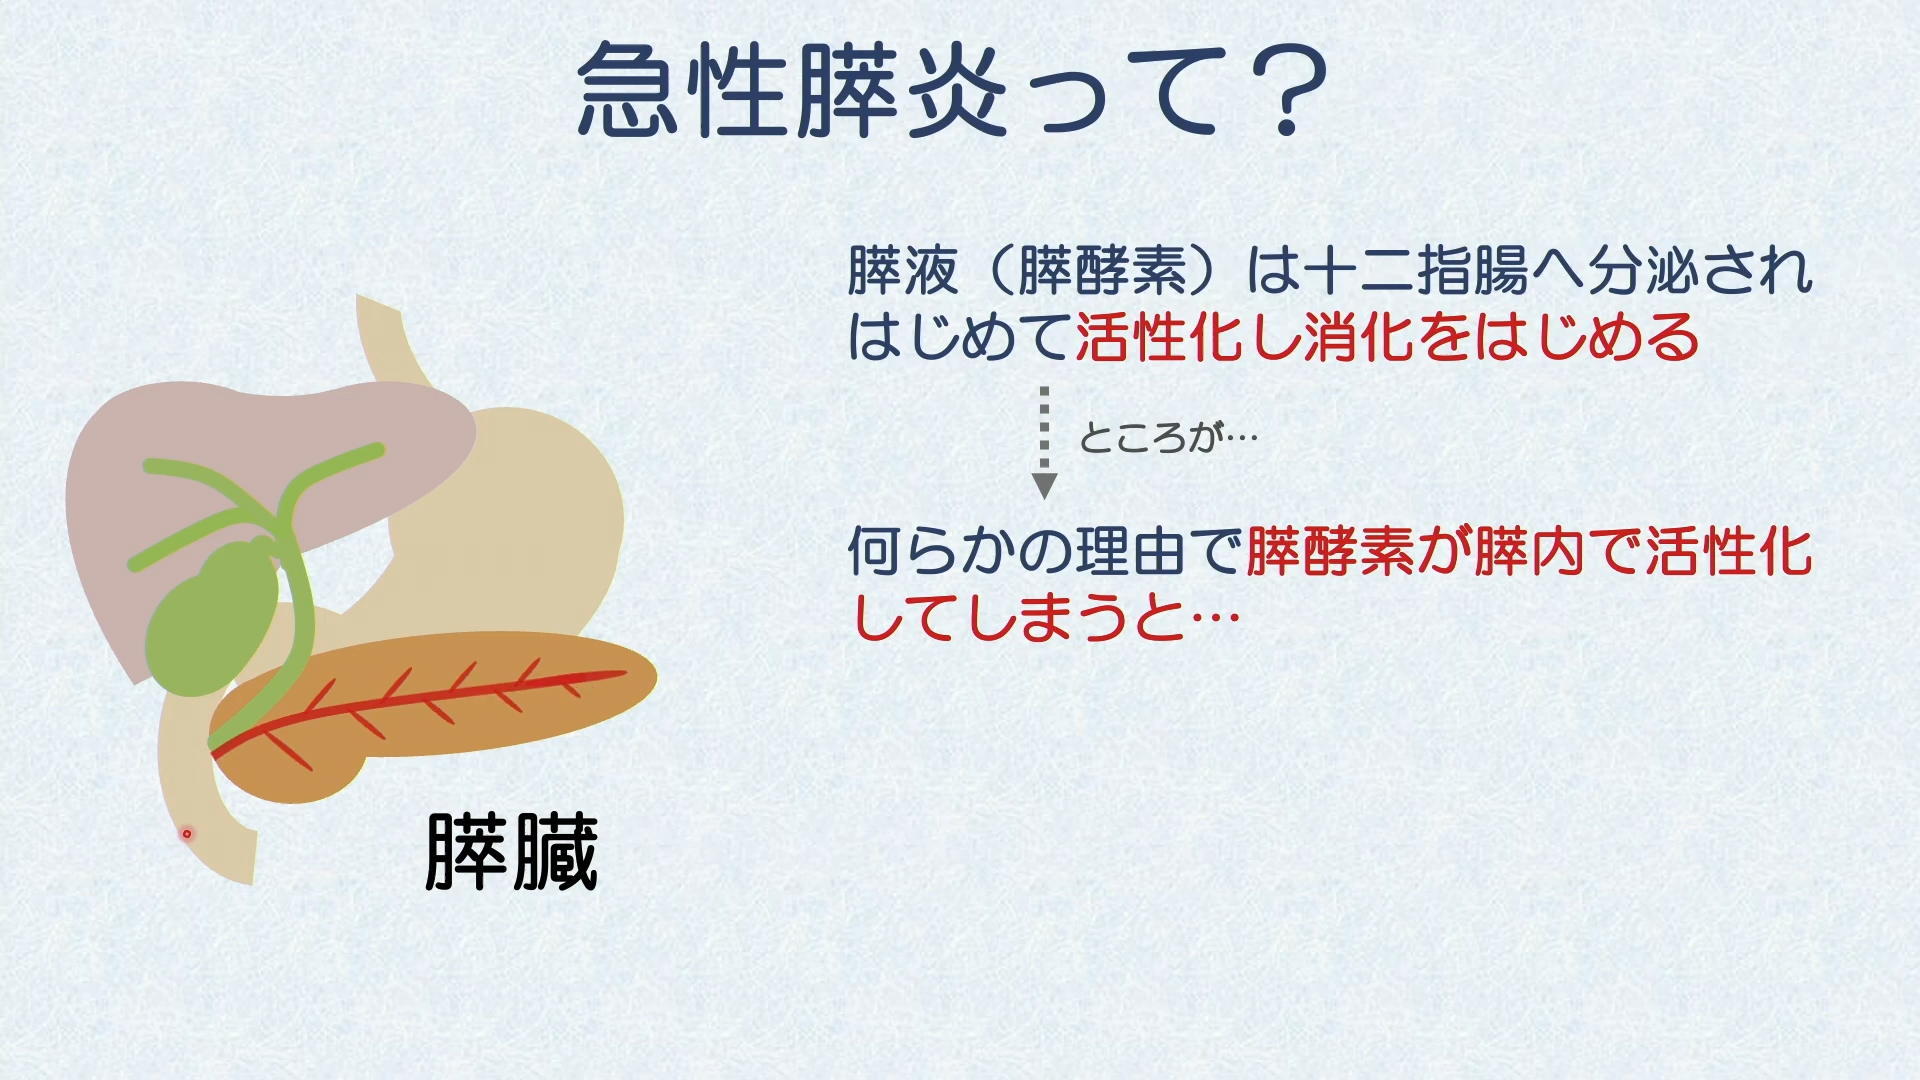 急性膵炎って？
膵液（膵酵素）は十二指腸へ分泌され
はじめて活性化し消化をはじめる
ところが…
何らかの理由で膵酵素が膵内で活性化
してしまうと…
膵臓